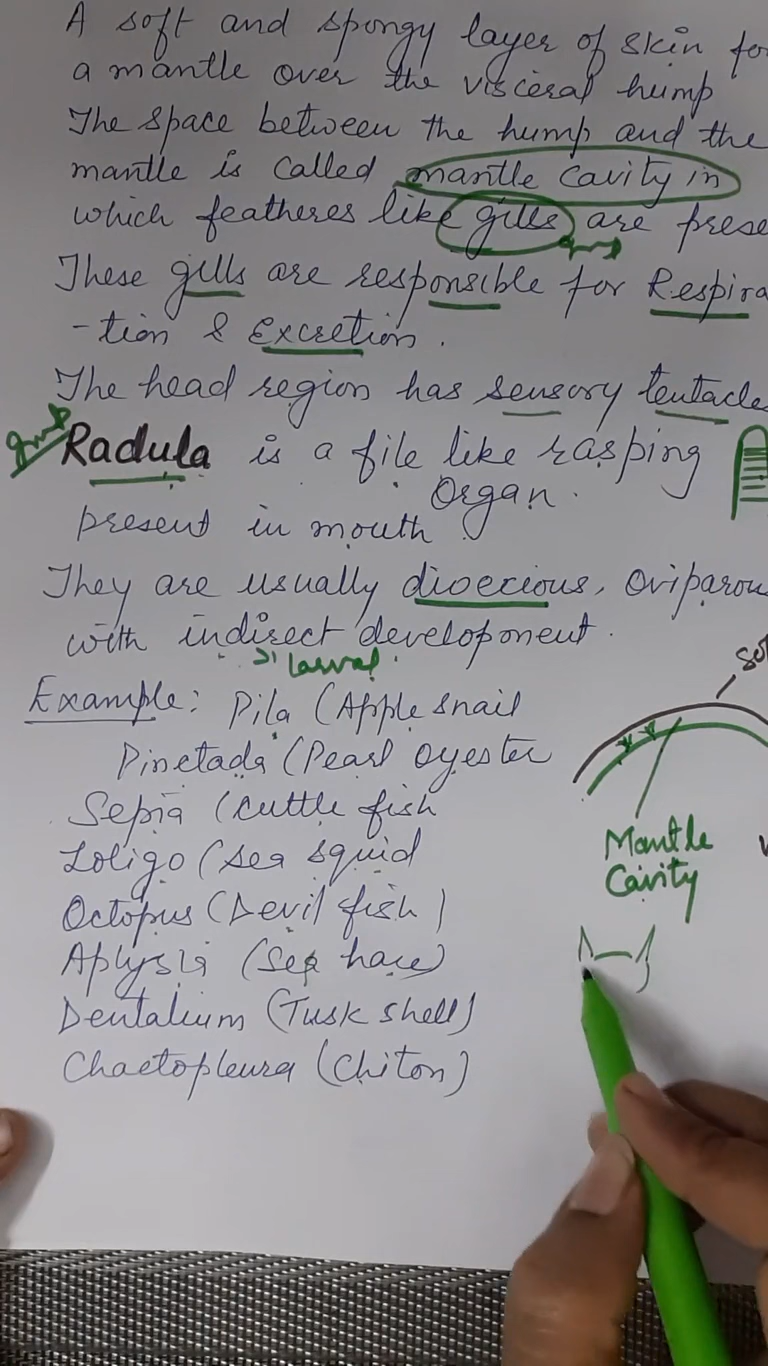 A soft and spongy layer of skin for
a mantle over the visceral hump
The space between the hump and the
mantle is called mantle cavity in
which featheres like gills are prese
These gills are responsible for Respira
-tion & Excretion.
The head region has sensory tentacle
Imp Radula is a file like rasping
Organ.
present in mouth
They are usually dioecious, Oviparou
with indirect development.
larval.
Example: Pila (Apple snail
Pinctada (Pearl oyester
Sepia (Cuttle fish
Loligo (Sea squid
Octopus (Devil fish)
Aplysia (Sea hare)
Dentalium (Tusk shell)
Chaetopleura (Chiton)
Mantle
Cavity